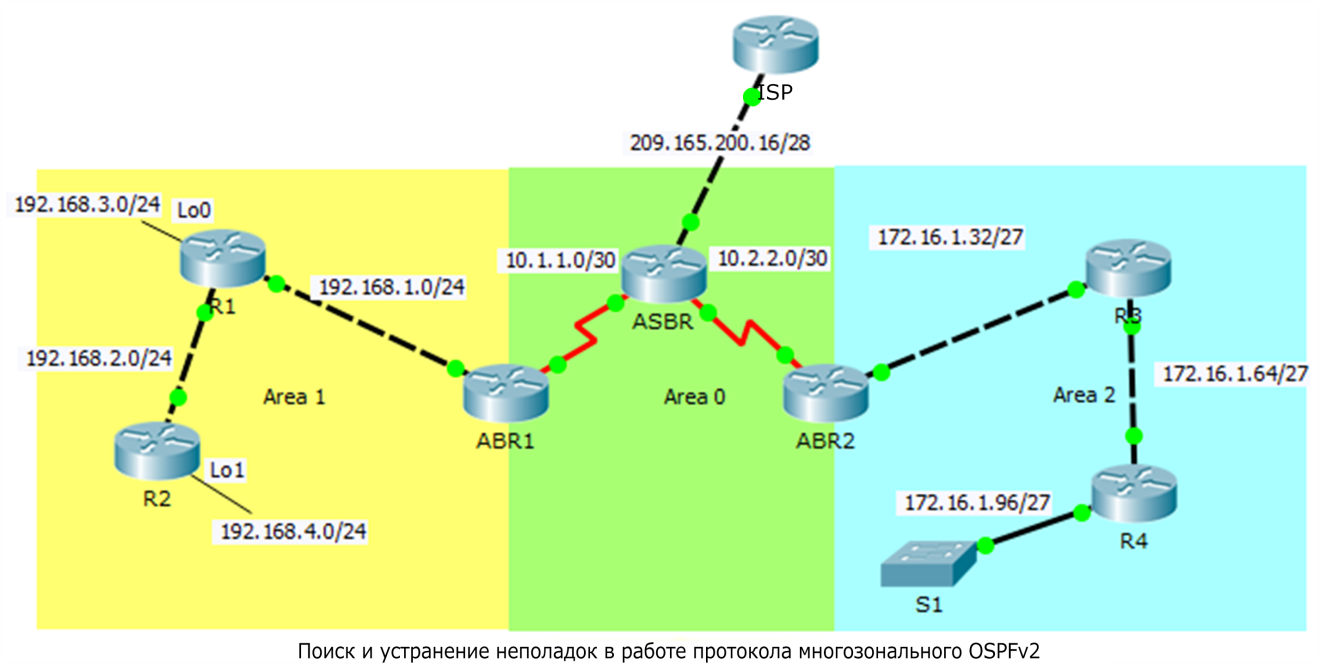 ISP
209.165.200.16/28
192.168.3.0/24
Lo0
R1
192.168.1.0/24
10.1.1.0/30
10.2.2.0/30
ASBR
172.16.1.32/27
R3
192.168.2.0/24
Area 1
Area 0
Area 2
172.16.1.64/27
ABR1
ABR2
R2
Lo1
192.168.4.0/24
172.16.1.96/27
R4
S1
Поиск и устранение неполадок в работе протокола многозонального OSPFv2